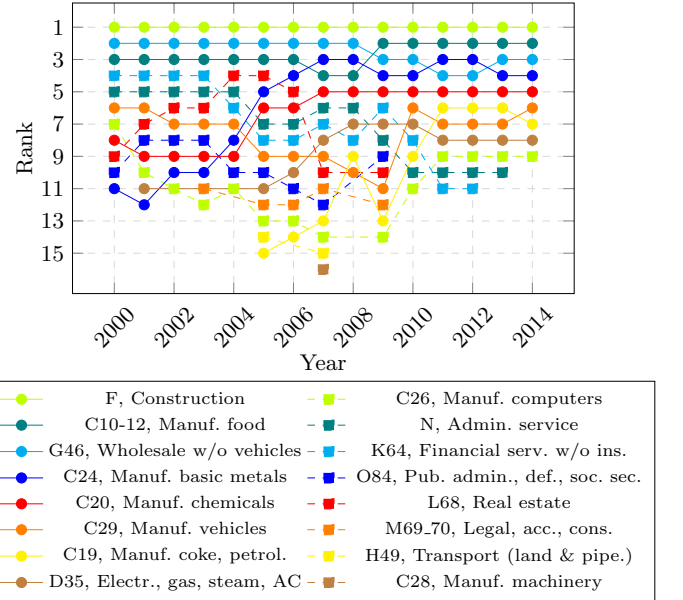 1
3
5
7
9
11
13
15
Rank
2000
2002
2004
2006
2008
2010
2012
2014
Year
F, Construction
C26, Manuf. computers
C10-12, Manuf. food
N, Admin. service
G46, Wholesale w/o vehicles
K64, Financial serv. w/o ins.
C24, Manuf. basic metals
O84, Pub. admin., def., soc. sec.
C20, Manuf. chemicals
L68, Real estate
C29, Manuf. vehicles
M69_70, Legal, acc., cons.
C19, Manuf. coke, petrol.
H49, Transport (land & pipe.)
D35, Electr., gas, steam, AC
C28, Manuf. machinery